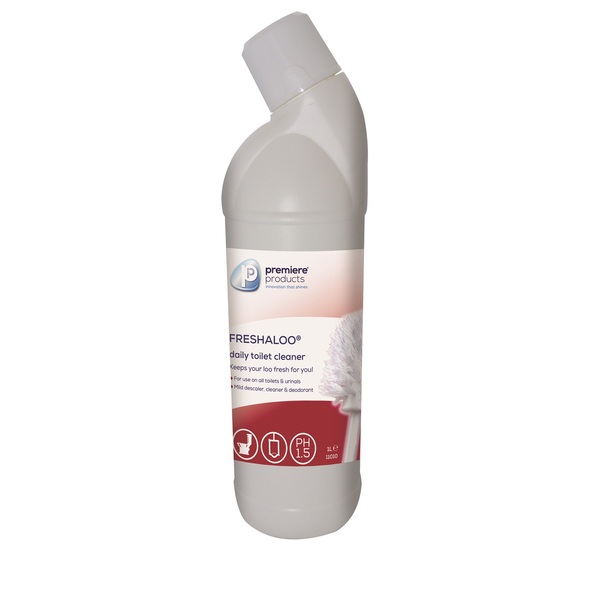 premiere®
products
innovation that shines
FRESHALOO®
daily toilet cleaner
Keeps your loo fresh for you!
• For use on all toilets & urinals
• Mild descaler, cleaner & deodorant
PH
1.5
1L e